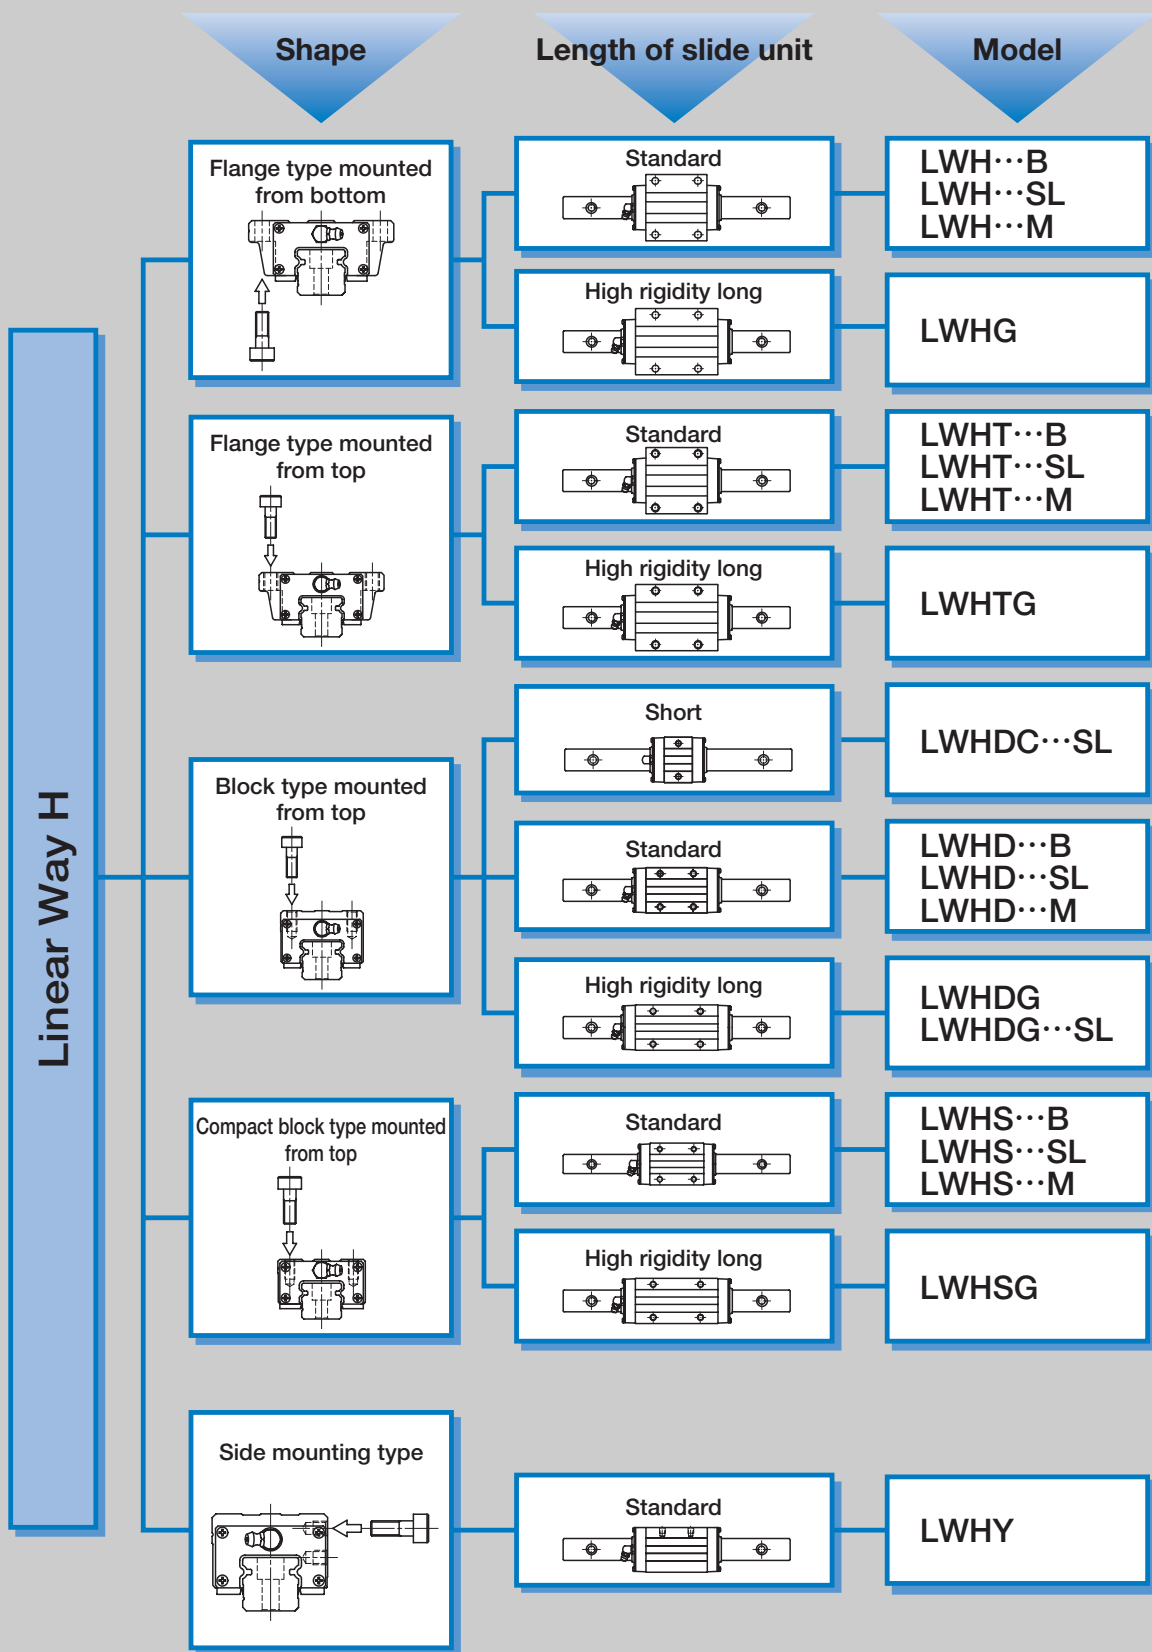 Shape
Length of slide unit
Model
Linear Way H
Flange type mounted
from bottom
Standard
LWH···B
LWH···SL
LWH···M
High rigidity long
LWHG
Flange type mounted
from top
Standard
LWHT···B
LWHT···SL
LWHT···M
High rigidity long
LWHTG
Block type mounted
from top
Short
LWHDC···SL
Standard
LWHD···B
LWHD···SL
LWHD···M
High rigidity long
LWHDG
LWHDG···SL
Compact block type mounted
from top
Standard
LWHS···B
LWHS···SL
LWHS···M
High rigidity long
LWHSG
Side mounting type
Standard
LWHY